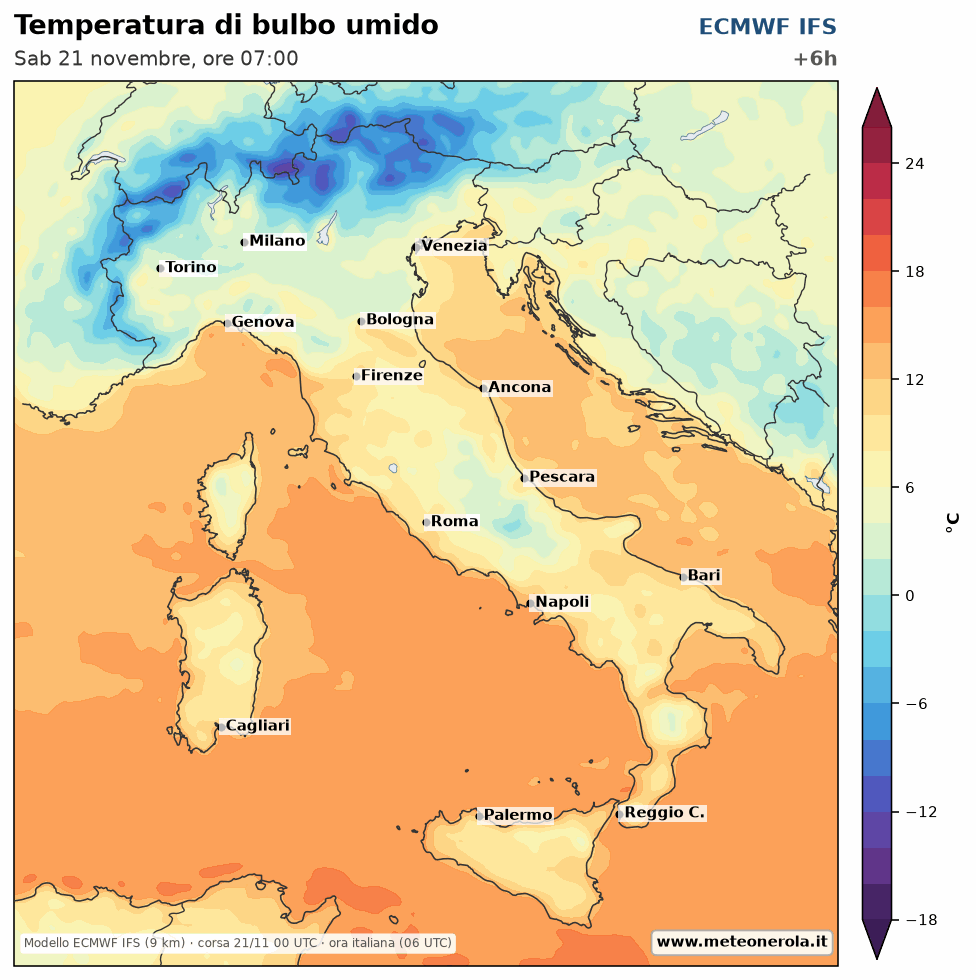 Temperatura di bulbo umido
ECMWF IFS
Sab 21 novembre, ore 07:00
+6h
Milano
Venezia
Torino
Genova
Bologna
Firenze
Ancona
Pescara
Roma
Bari
Napoli
Cagliari
Palermo
Reggio C.
24
18
12
6
0
−6
−12
−18
°C
Modello ECMWF IFS (9 km) · corsa 21/11 00 UTC · ora italiana (06 UTC)
www.meteonerola.it